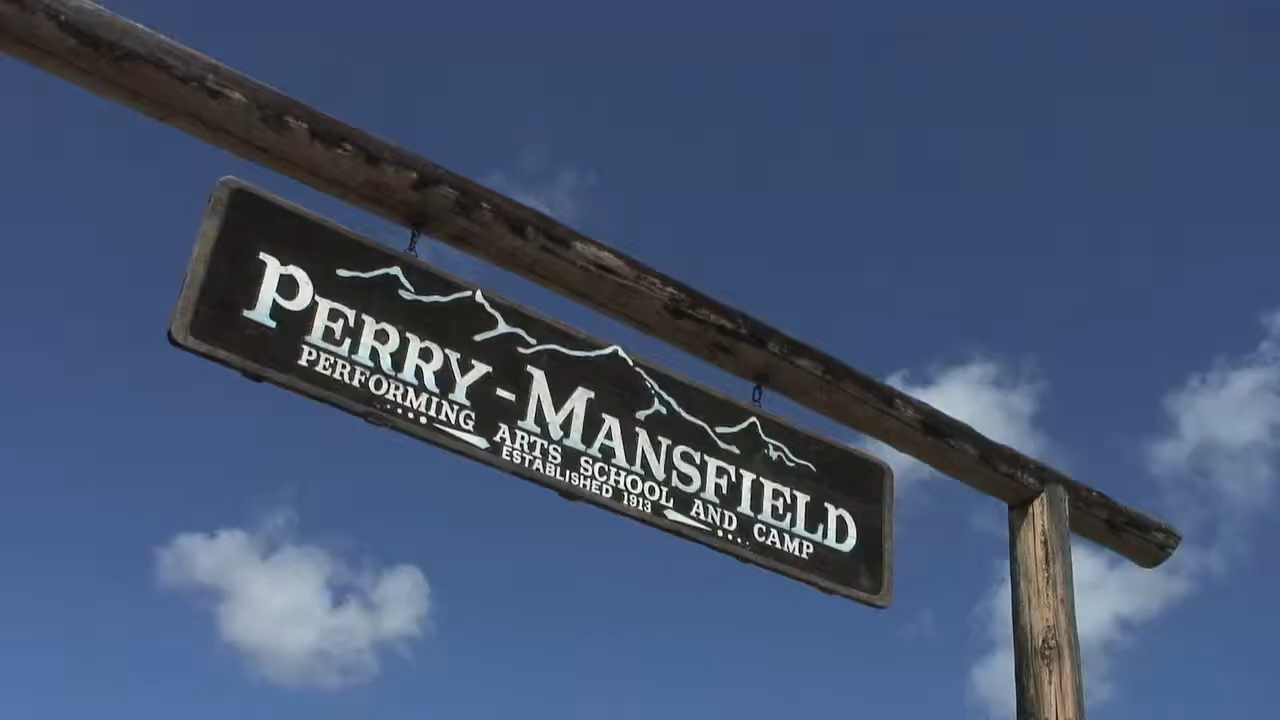 PERRY-MANSFIELD
PERFORMING ARTS SCHOOL AND CAMP
ESTABLISHED 1913